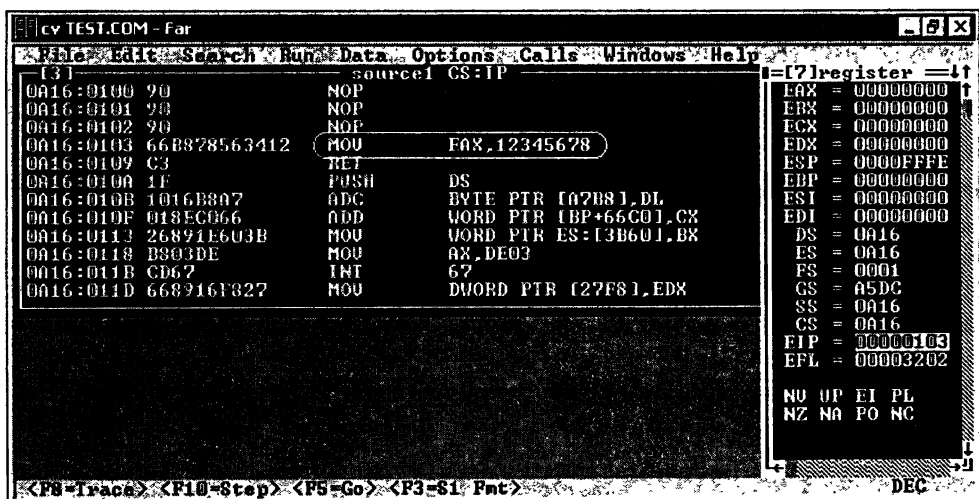 cv TEST.COM - Far
File Edit Search Run Data Options Calls Windows Help
[3] source1 CS:IP
0A16:0100 90 NOP
0A16:0101 90 NOP
0A16:0102 90 NOP
0A16:0103 66B878563412 MOV EAX,12345678
0A16:0109 C3 RET
0A16:010A 1E PUSH DS
0A16:010B 1016B8A7 ADC BYTE PTR [A7B8],DL
0A16:010F 018EC066 ADD WORD PTR [BP+66C0],CX
0A16:0113 26891E603B MOV WORD PTR ES:[3B60],BX
0A16:0118 B803DE MOV AX,DE03
0A16:011B CD67 INT 67
0A16:011D 668916F827 MOV DWORD PTR [27F8],EDX
[7]register
EAX = 00000000
EBX = 00000000
ECX = 00000000
EDX = 00000000
ESP = 0000FFFE
EBP = 00000000
ESI = 00000000
EDI = 00000000
DS = 0A16
ES = 0A16
FS = 0001
GS = A5DC
SS = 0A16
CS = 0A16
EIP = 00000103
EFL = 00003202
NV UP EI PL
NZ NA PO NC
<F8=Trace> <F10=Step> <F5=Go> <F3=S1 Fmt> DEC